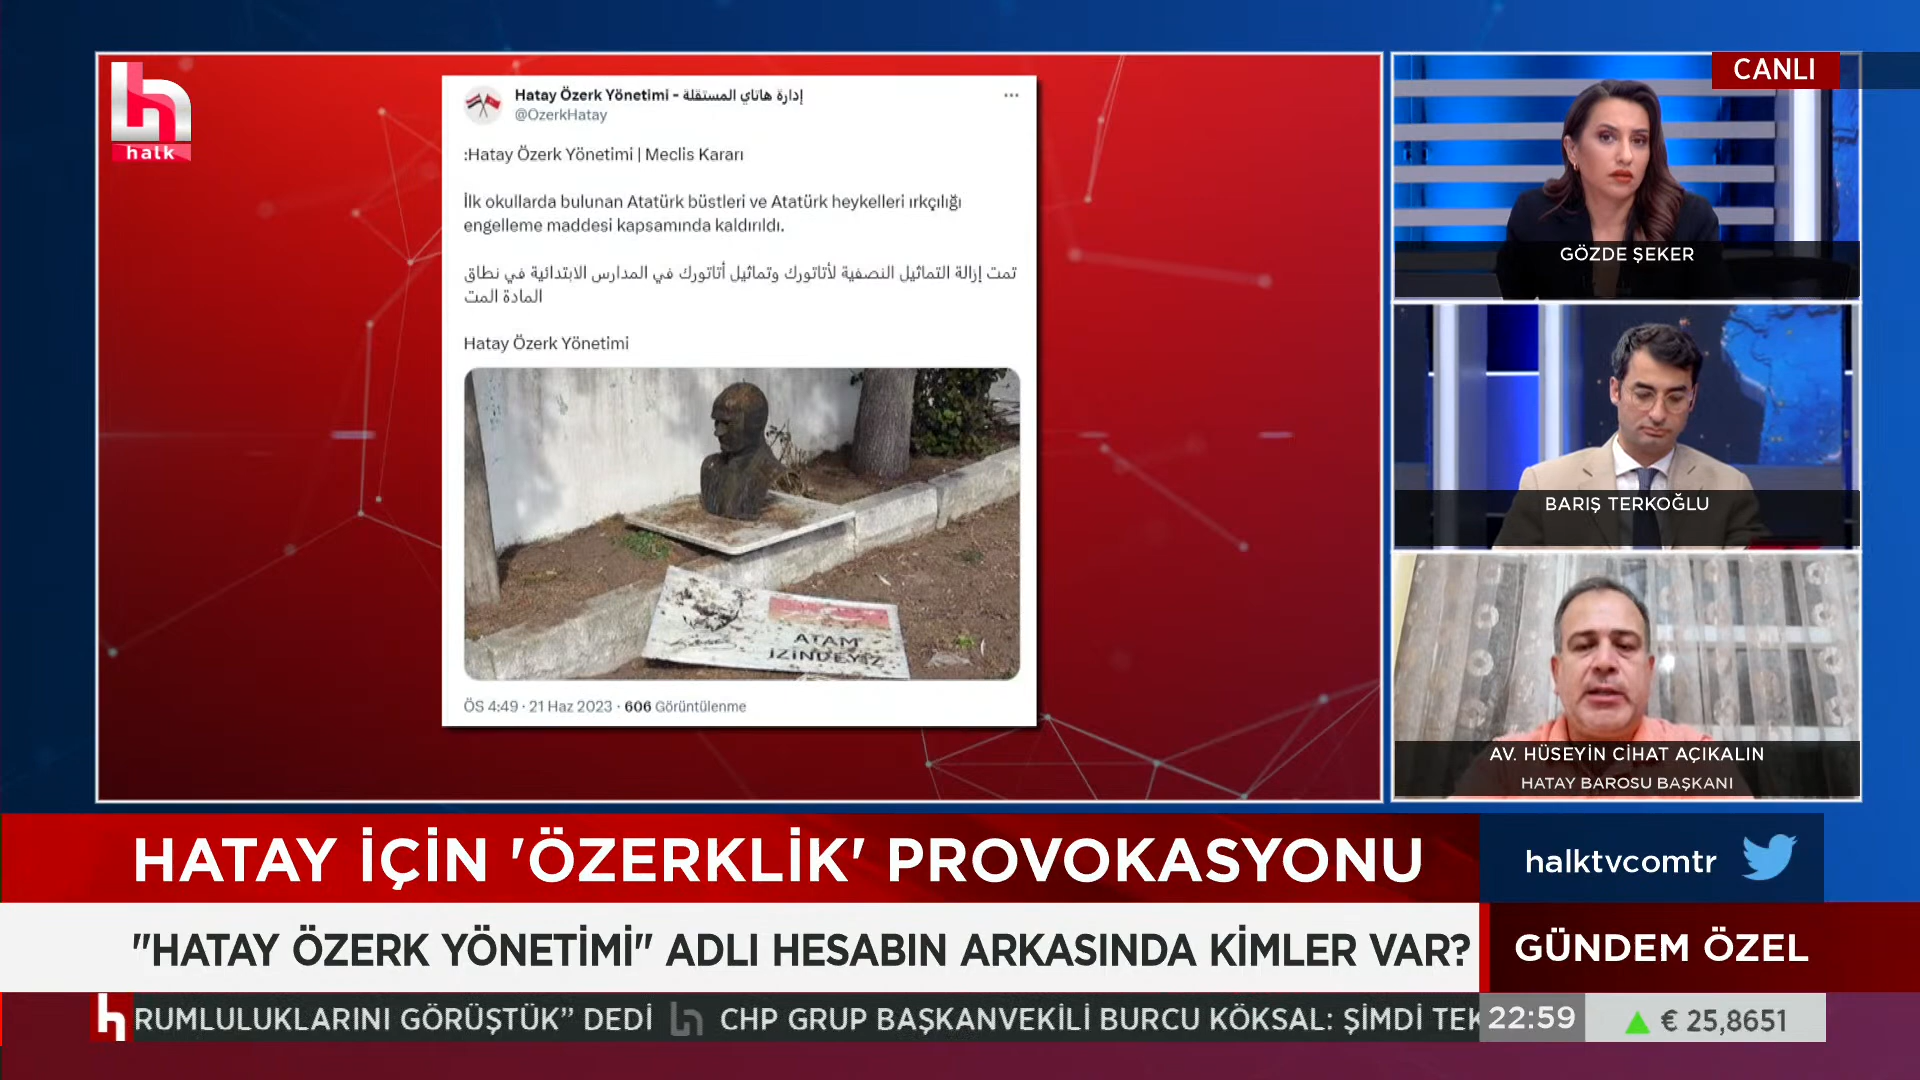 halk
Hatay Özerk Yönetimi - إدارة هاتاي المستقلة
@OzerkHatay
:Hatay Özerk Yönetimi | Meclis Kararı
İlk okullarda bulunan Atatürk büstleri ve Atatürk heykelleri ırkçılığı
engelleme maddesi kapsamında kaldırıldı.
تمت إزالة التماثيل النصفية لأتاتورك وتماثيل أتاتورك في المدارس الابتدائية في نطاق
المادة المت
Hatay Özerk Yönetimi
ATAM
İZİNDEYİZ
ÖS 4:49 · 21 Haz 2023 · 606 Görüntülenme
CANLI
GÖZDE ŞEKER
BARIŞ TERKOĞLU
AV. HÜSEYİN CİHAT AÇIKALIN
HATAY BAROSU BAŞKANI
HATAY İÇİN 'ÖZERKLİK' PROVOKASYONU
halktvcomtr
"HATAY ÖZERK YÖNETİMİ" ADLI HESABIN ARKASINDA KİMLER VAR?
GÜNDEM ÖZEL
RUMLULUKLARINI GÖRÜŞTÜK” DEDİ CHP GRUP BAŞKANVEKİLİ BURCU KÖKSAL: ŞİMDİ TEK
22:59
€ 25,8651